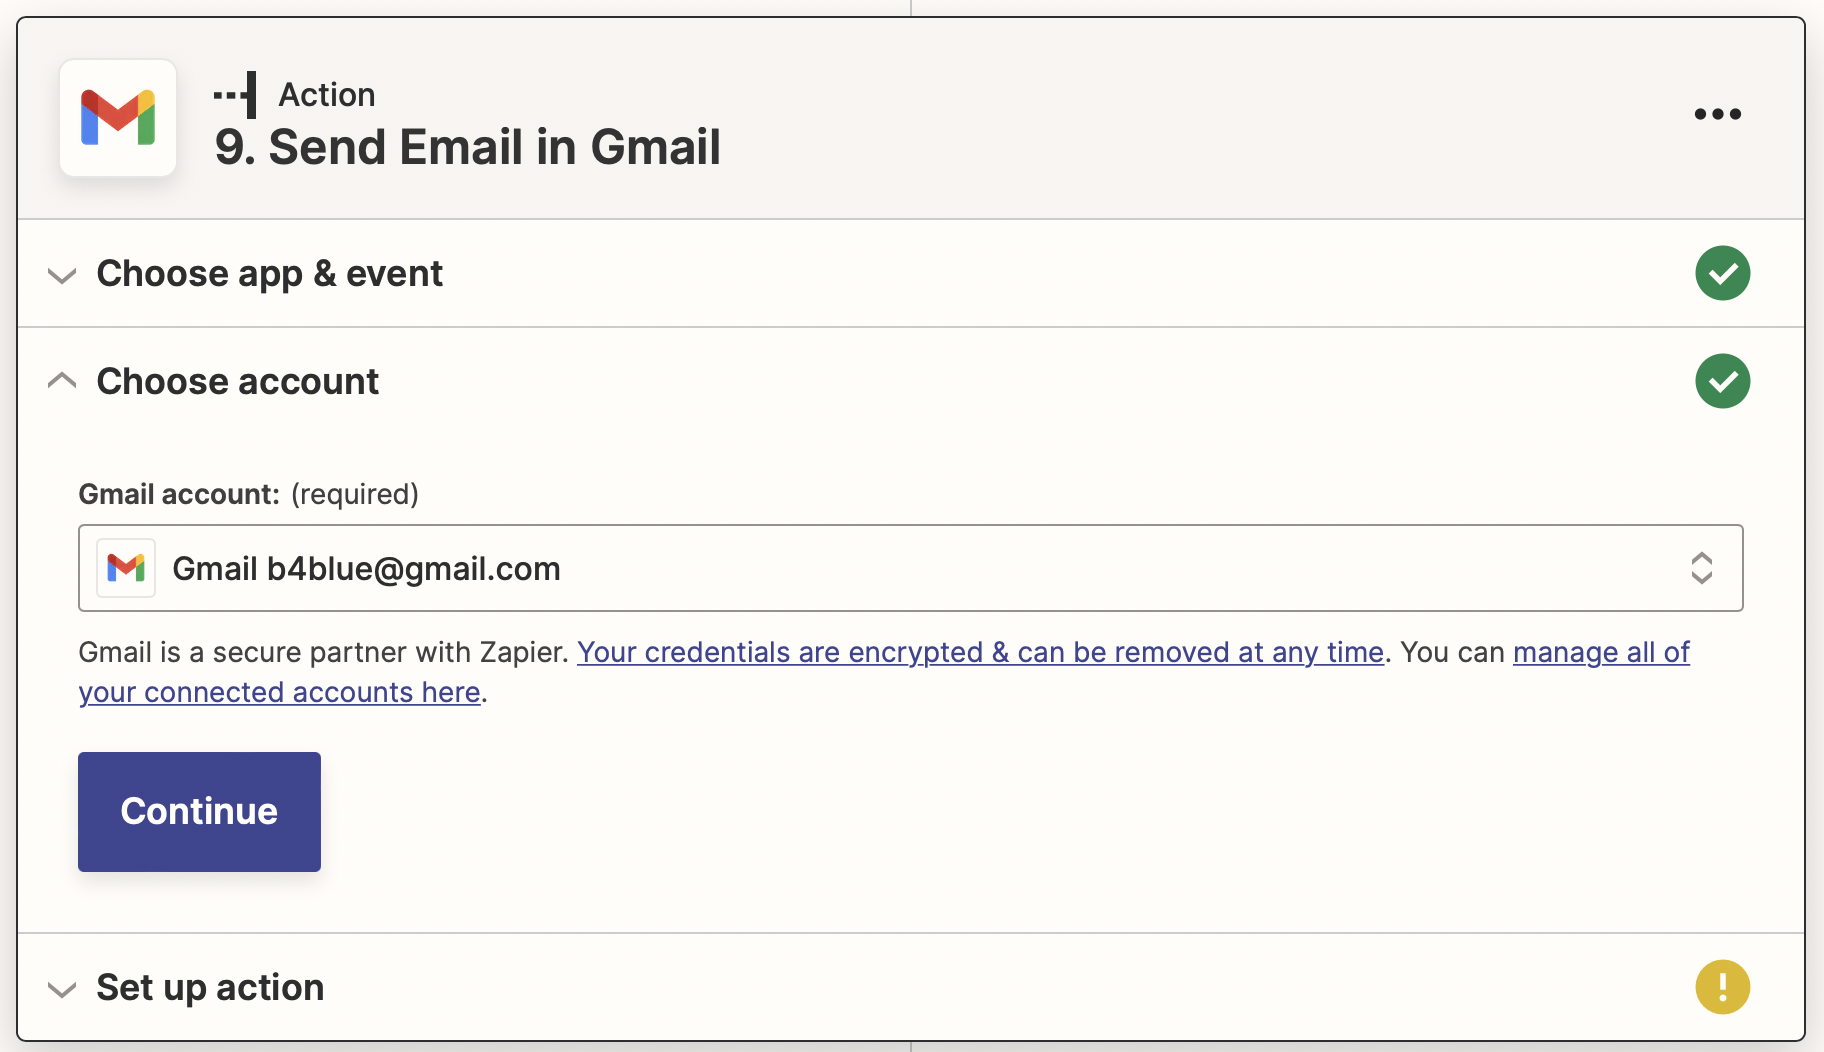 Action
9. Send Email in Gmail
Choose app & event
Choose account
Gmail account: (required)
Gmail b4blue@gmail.com
Gmail is a secure partner with Zapier. Your credentials are encrypted & can be removed at any time. You can manage all of
your connected accounts here.
Continue
Set up action